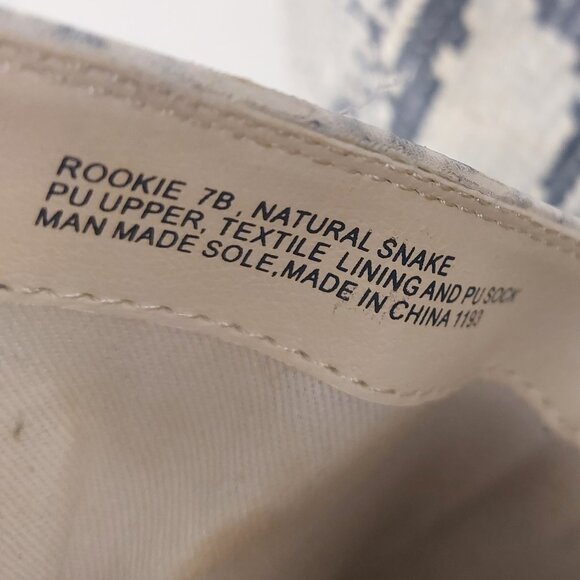 ROOKIE 7B, NATURAL SNAKE
PU UPPER, TEXTILE LINING AND PU SOCK
MAN MADE SOLE,MADE IN CHINA 1193